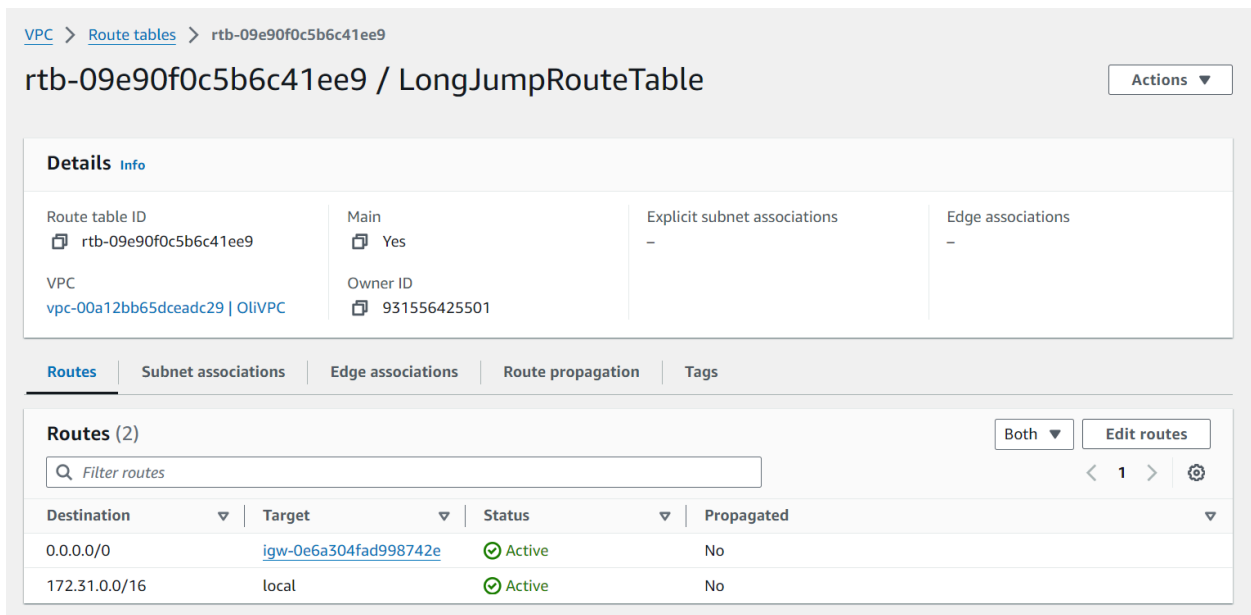 VPC > Route tables > rtb-09e90f0c5b6c41ee9
rtb-09e90f0c5b6c41ee9 / LongJumpRouteTable
Actions
Details Info
Route table ID
rtb-09e90f0c5b6c41ee9
Main
Yes
Explicit subnet associations
–
Edge associations
–
VPC
vpc-00a12bb65dceadc29 | OliVPC
Owner ID
931556425501
Routes
Subnet associations
Edge associations
Route propagation
Tags
Routes (2)
Both
Edit routes
Filter routes
1
Destination Target Status Propagated
0.0.0.0/0 igw-0e6a304fad998742e Active No
172.31.0.0/16 local Active No